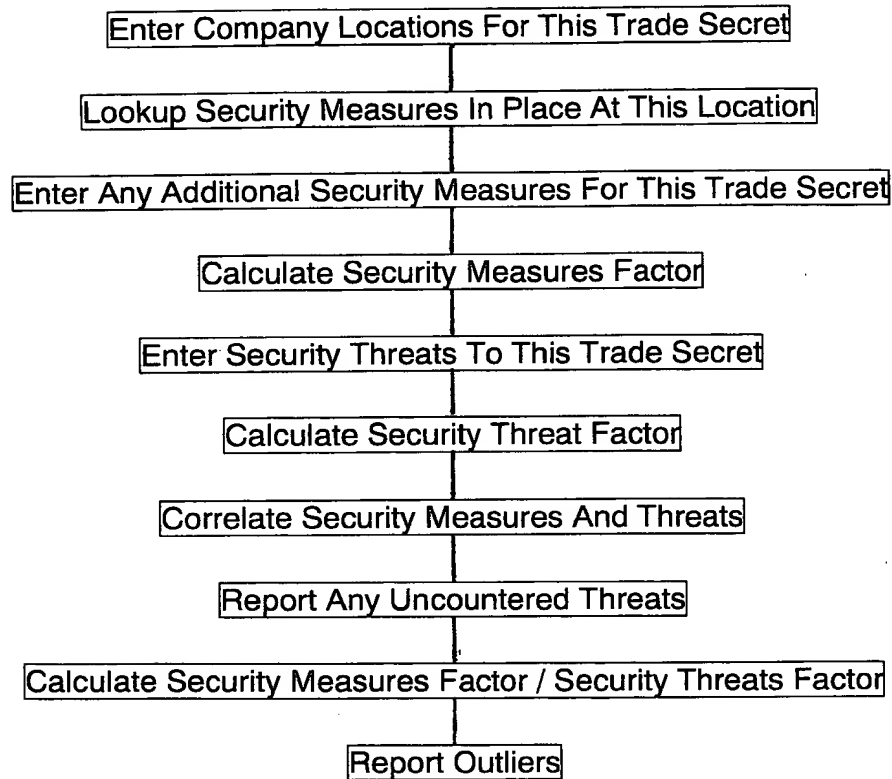 Enter Company Locations For This Trade Secret
Lookup Security Measures In Place At This Location
Enter Any Additional Security Measures For This Trade Secret
Calculate Security Measures Factor
Enter Security Threats To This Trade Secret
Calculate Security Threat Factor
Correlate Security Measures And Threats
Report Any Uncountered Threats
Calculate Security Measures Factor / Security Threats Factor
Report Outliers